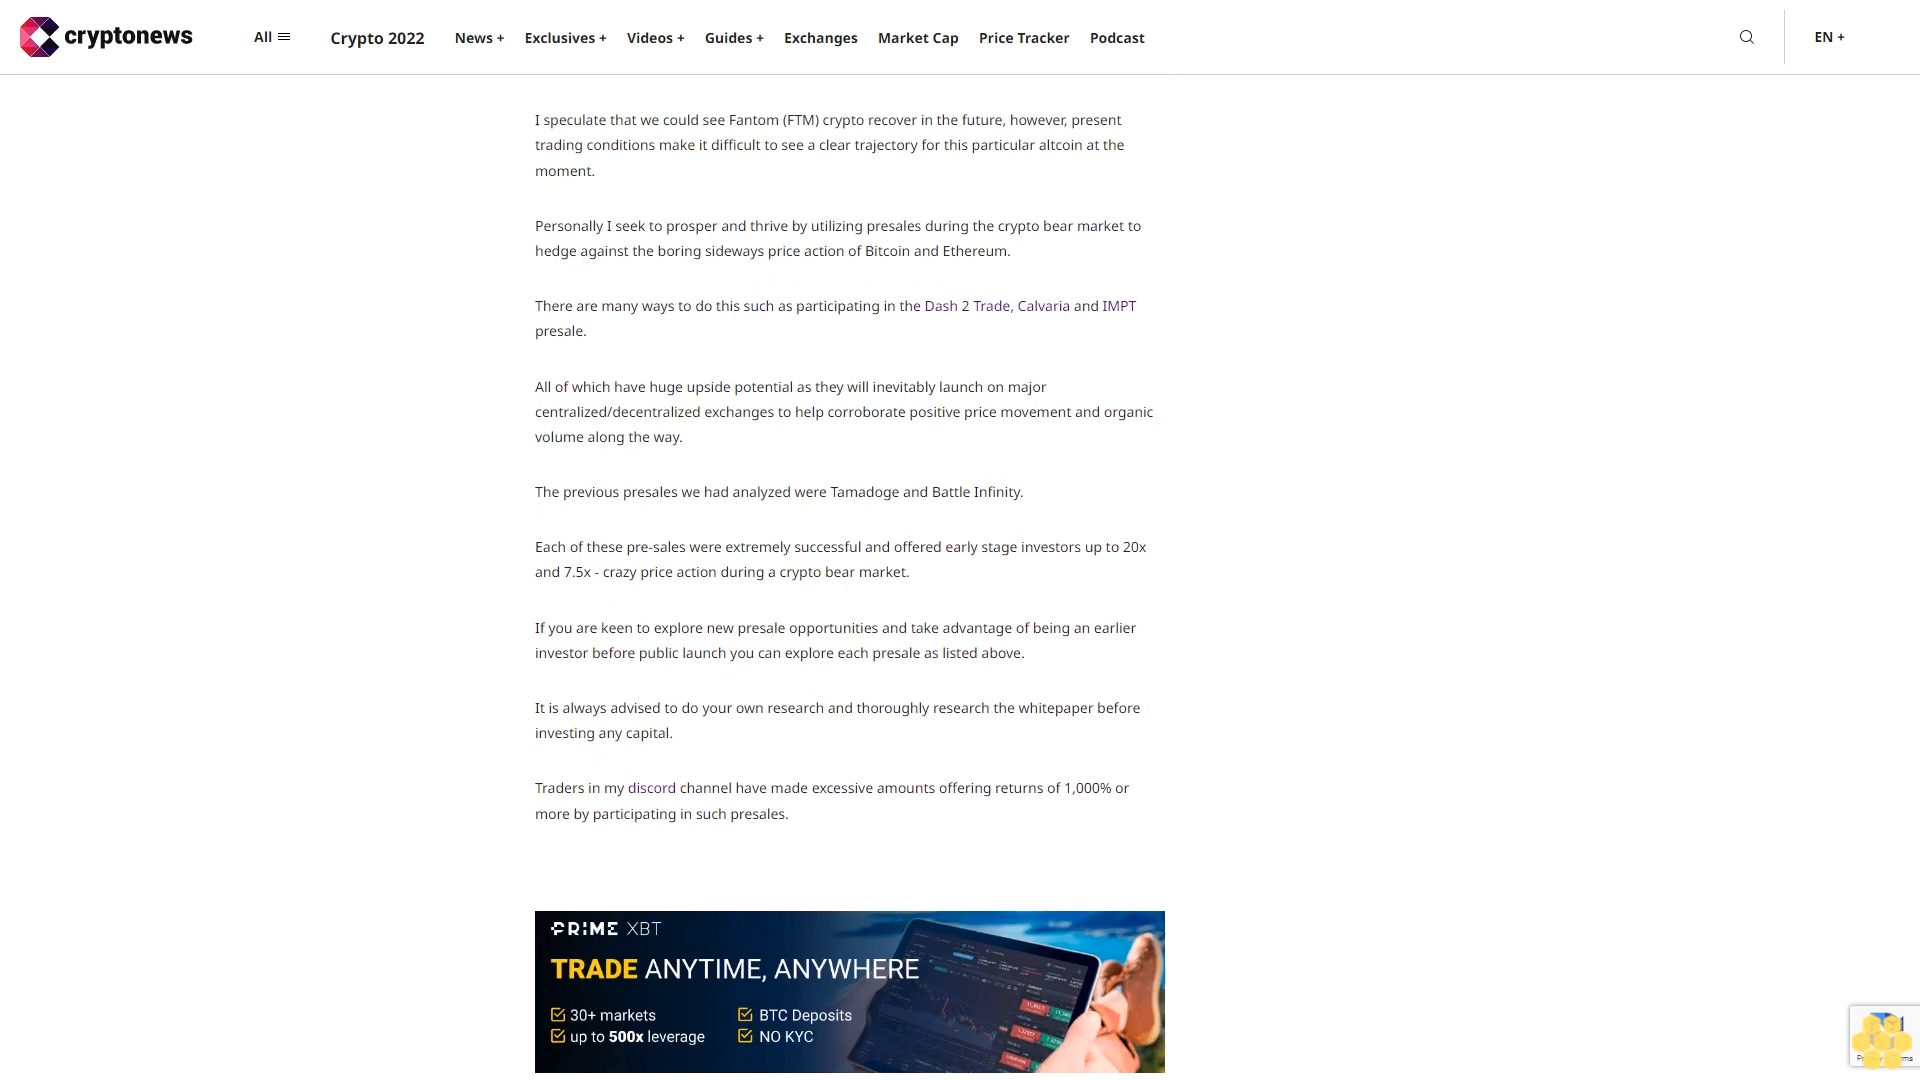 cryptonews
All
Crypto 2022
News +
Exclusives +
Videos +
Guides +
Exchanges
Market Cap
Price Tracker
Podcast
EN +
I speculate that we could see Fantom (FTM) crypto recover in the future, however, present
trading conditions make it difficult to see a clear trajectory for this particular altcoin at the
moment.
Personally I seek to prosper and thrive by utilizing presales during the crypto bear market to
hedge against the boring sideways price action of Bitcoin and Ethereum.
There are many ways to do this such as participating in the Dash 2 Trade, Calvaria and IMPT
presale.
All of which have huge upside potential as they will inevitably launch on major
centralized/decentralized exchanges to help corroborate positive price movement and organic
volume along the way.
The previous presales we had analyzed were Tamadoge and Battle Infinity.
Each of these pre-sales were extremely successful and offered early stage investors up to 20x
and 7.5x - crazy price action during a crypto bear market.
If you are keen to explore new presale opportunities and take advantage of being an earlier
investor before public launch you can explore each presale as listed above.
It is always advised to do your own research and thoroughly research the whitepaper before
investing any capital.
Traders in my discord channel have made excessive amounts offering returns of 1,000% or
more by participating in such presales.
PRIME XBT
TRADE ANYTIME, ANYWHERE
30+ markets
BTC Deposits
up to 500x leverage
NO KYC